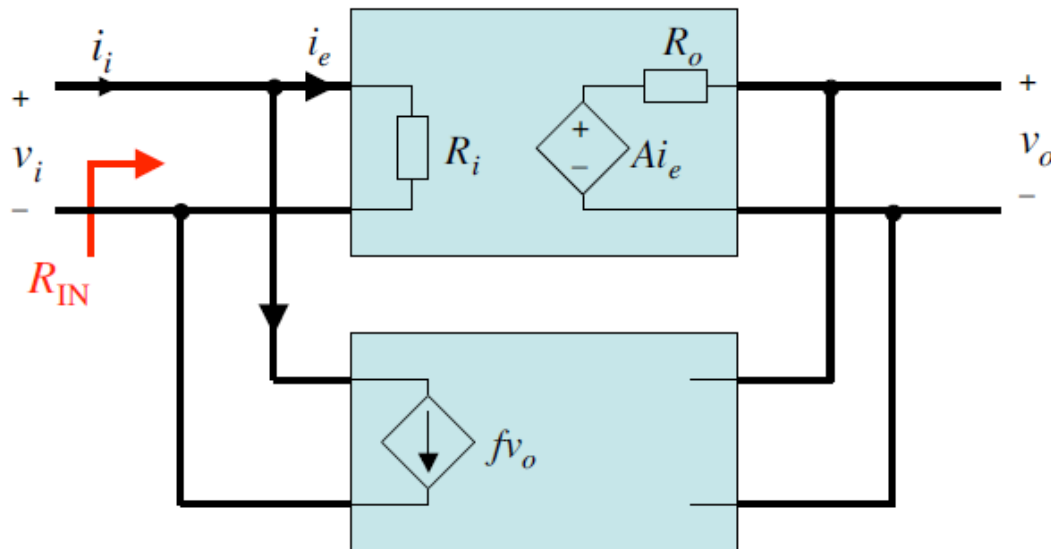 i_i
i_e
R_o
+
+
v_i
R_i
+
−
Ai_e
v_o
−
−
R_IN
fv_o